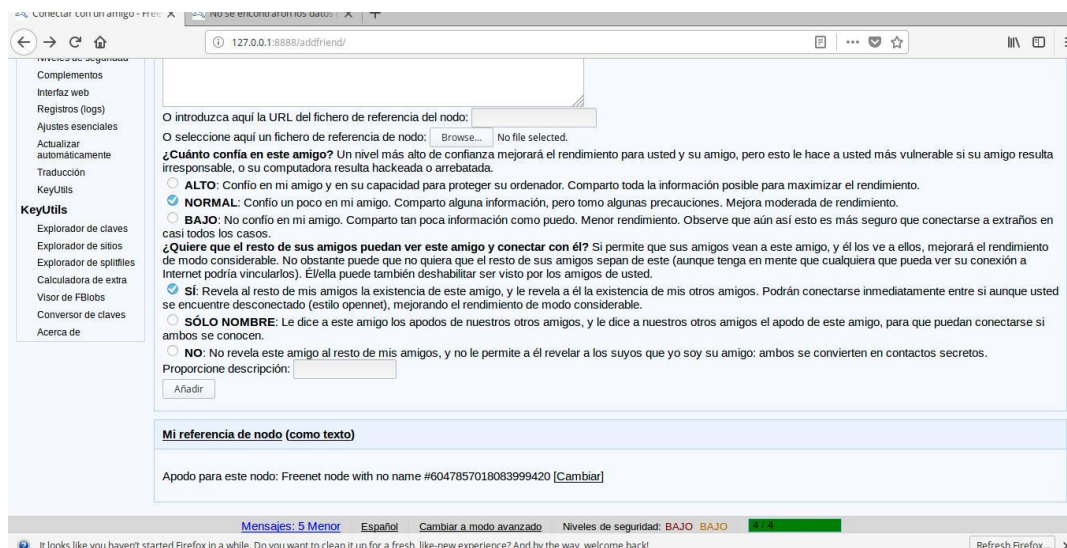 Conectar con un amigo - Free
No se encontraron los datos
127.0.0.1:8888/addfriend/
Niveles de seguridad
Complementos
Interfaz web
Registros (logs)
Ajustes esenciales
Actualizar
automáticamente
Traducción
KeyUtils
KeyUtils
Explorador de claves
Explorador de sitios
Explorador de splitfiles
Calculadora de extra
Visor de FBlobs
Conversor de claves
Acerca de
O introduzca aquí la URL del fichero de referencia del nodo:
O seleccione aquí un fichero de referencia de nodo: Browse... No file selected.
¿Cuánto confía en este amigo? Un nivel más alto de confianza mejorará el rendimiento para usted y su amigo, pero esto le hace a usted más vulnerable si su amigo resulta
irresponsable, o su computadora resulta hackeada o arrebatada.
ALTO: Confío en mi amigo y en su capacidad para proteger su ordenador. Comparto toda la información posible para maximizar el rendimiento.
NORMAL: Confío un poco en mi amigo. Comparto alguna información, pero tomo algunas precauciones. Mejora moderada de rendimiento.
BAJO: No confío en mi amigo. Comparto tan poca información como puedo. Menor rendimiento. Observe que aún así esto es más seguro que conectarse a extraños en
casi todos los casos.
¿Quiere que el resto de sus amigos puedan ver este amigo y conectar con él? Si permite que sus amigos vean a este amigo, y él los ve a ellos, mejorará el rendimiento
de modo considerable. No obstante puede que no quiera que el resto de sus amigos sepan de este (aunque tenga en mente que cualquiera que pueda ver su conexión a
Internet podría vincularlos). Él/ella puede también deshabilitar ser visto por los amigos de usted.
SÍ: Revela al resto de mis amigos la existencia de este amigo, y le revela a él la existencia de mis otros amigos. Podrán conectarse inmediatamente entre si aunque usted
se encuentre desconectado (estilo opennet), mejorando el rendimiento de modo considerable.
SÓLO NOMBRE: Le dice a este amigo los apodos de nuestros otros amigos, y le dice a nuestros otros amigos el apodo de este amigo, para que puedan conectarse si
ambos se conocen.
NO: No revela este amigo al resto de mis amigos, y no le permite a él revelar a los suyos que yo soy su amigo: ambos se convierten en contactos secretos.
Proporcione descripción:
Añadir
Mi referencia de nodo (como texto)
Apodo para este nodo: Freenet node with no name #6047857018083999420 [Cambiar]
Mensajes: 5 Menor Español Cambiar a modo avanzado Niveles de seguridad: BAJO BAJO 4 / 4
It looks like you haven't started Firefox in a while. Do you want to clean it up for a fresh, like-new experience? And by the way, welcome back! Refresh Firefox...